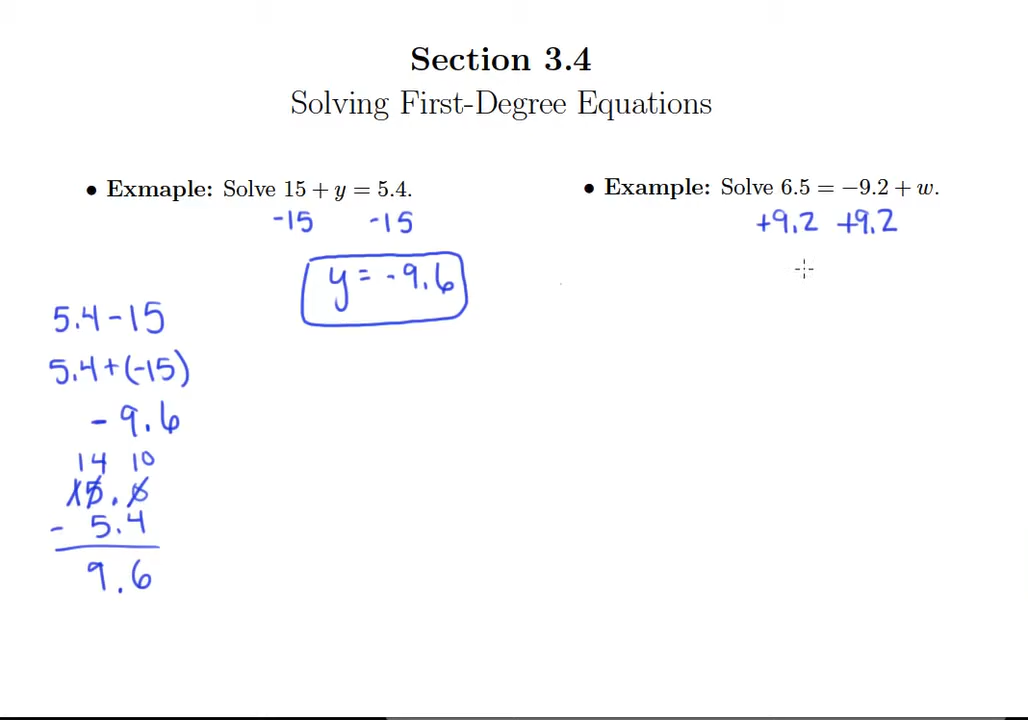 Section 3.4
Solving First-Degree Equations
• Exmaple: Solve 15 + y = 5.4.
-15 -15
y = -9.6
5.4 - 15
5.4 + (-15)
- 9.6
14 10
15.0
- 5.4
9.6
• Example: Solve 6.5 = −9.2 + w.
+9.2 +9.2